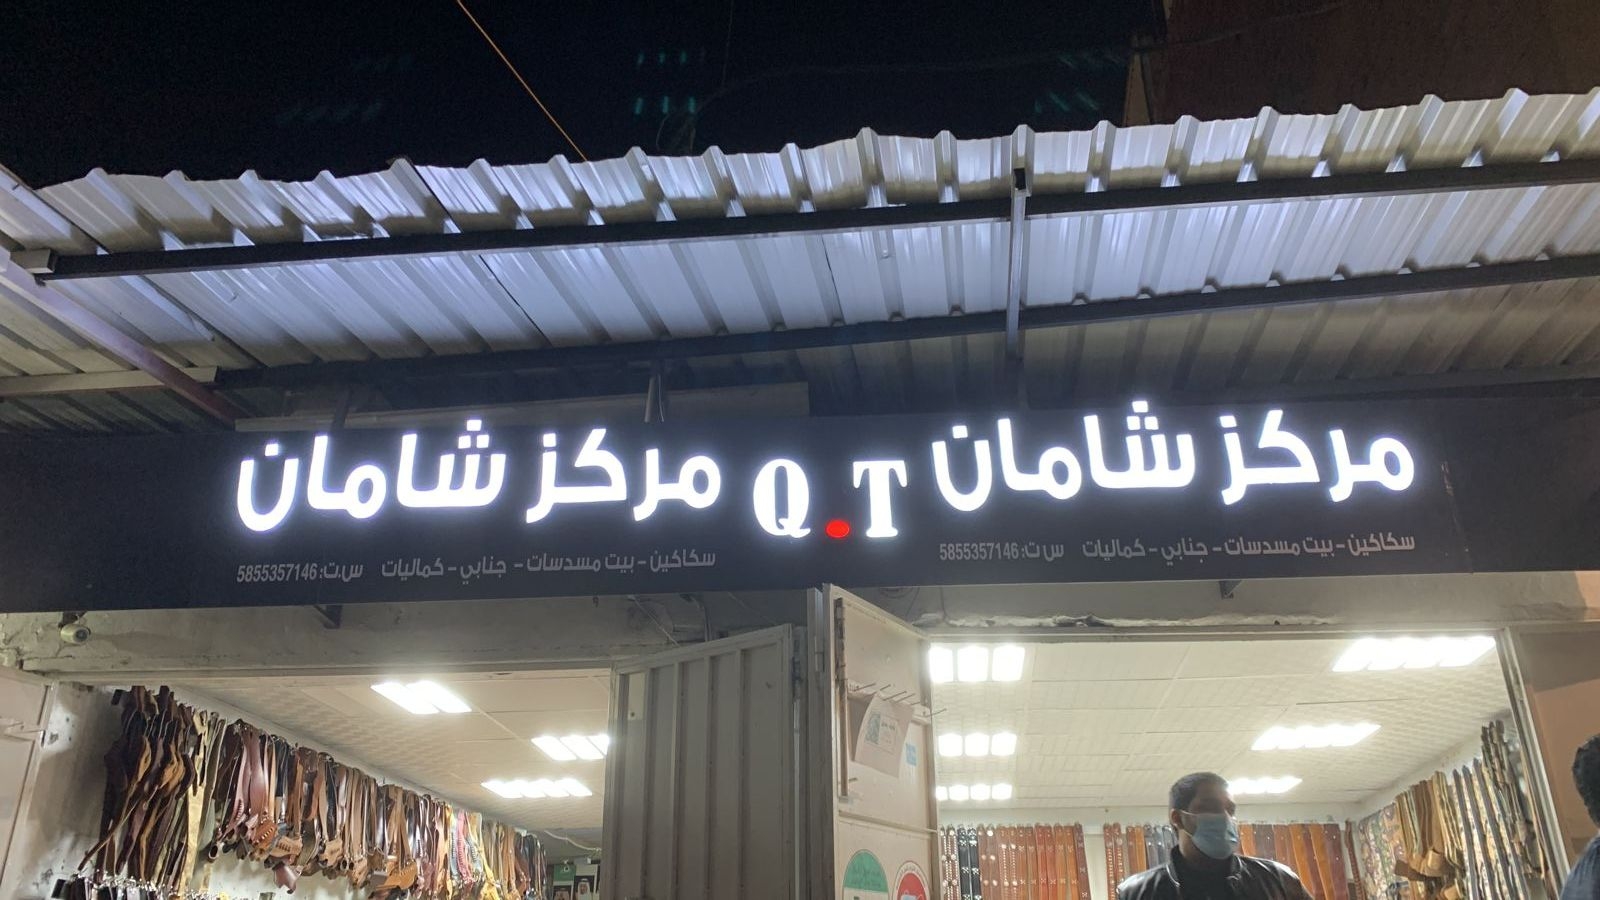 مركز شامان
سكاكين - بيت مسدسات - جنابي - كماليات س.ت: 5855357146
Q.T
مركز شامان
سكاكين - بيت مسدسات - جنابي - كماليات س.ت: 5855357146